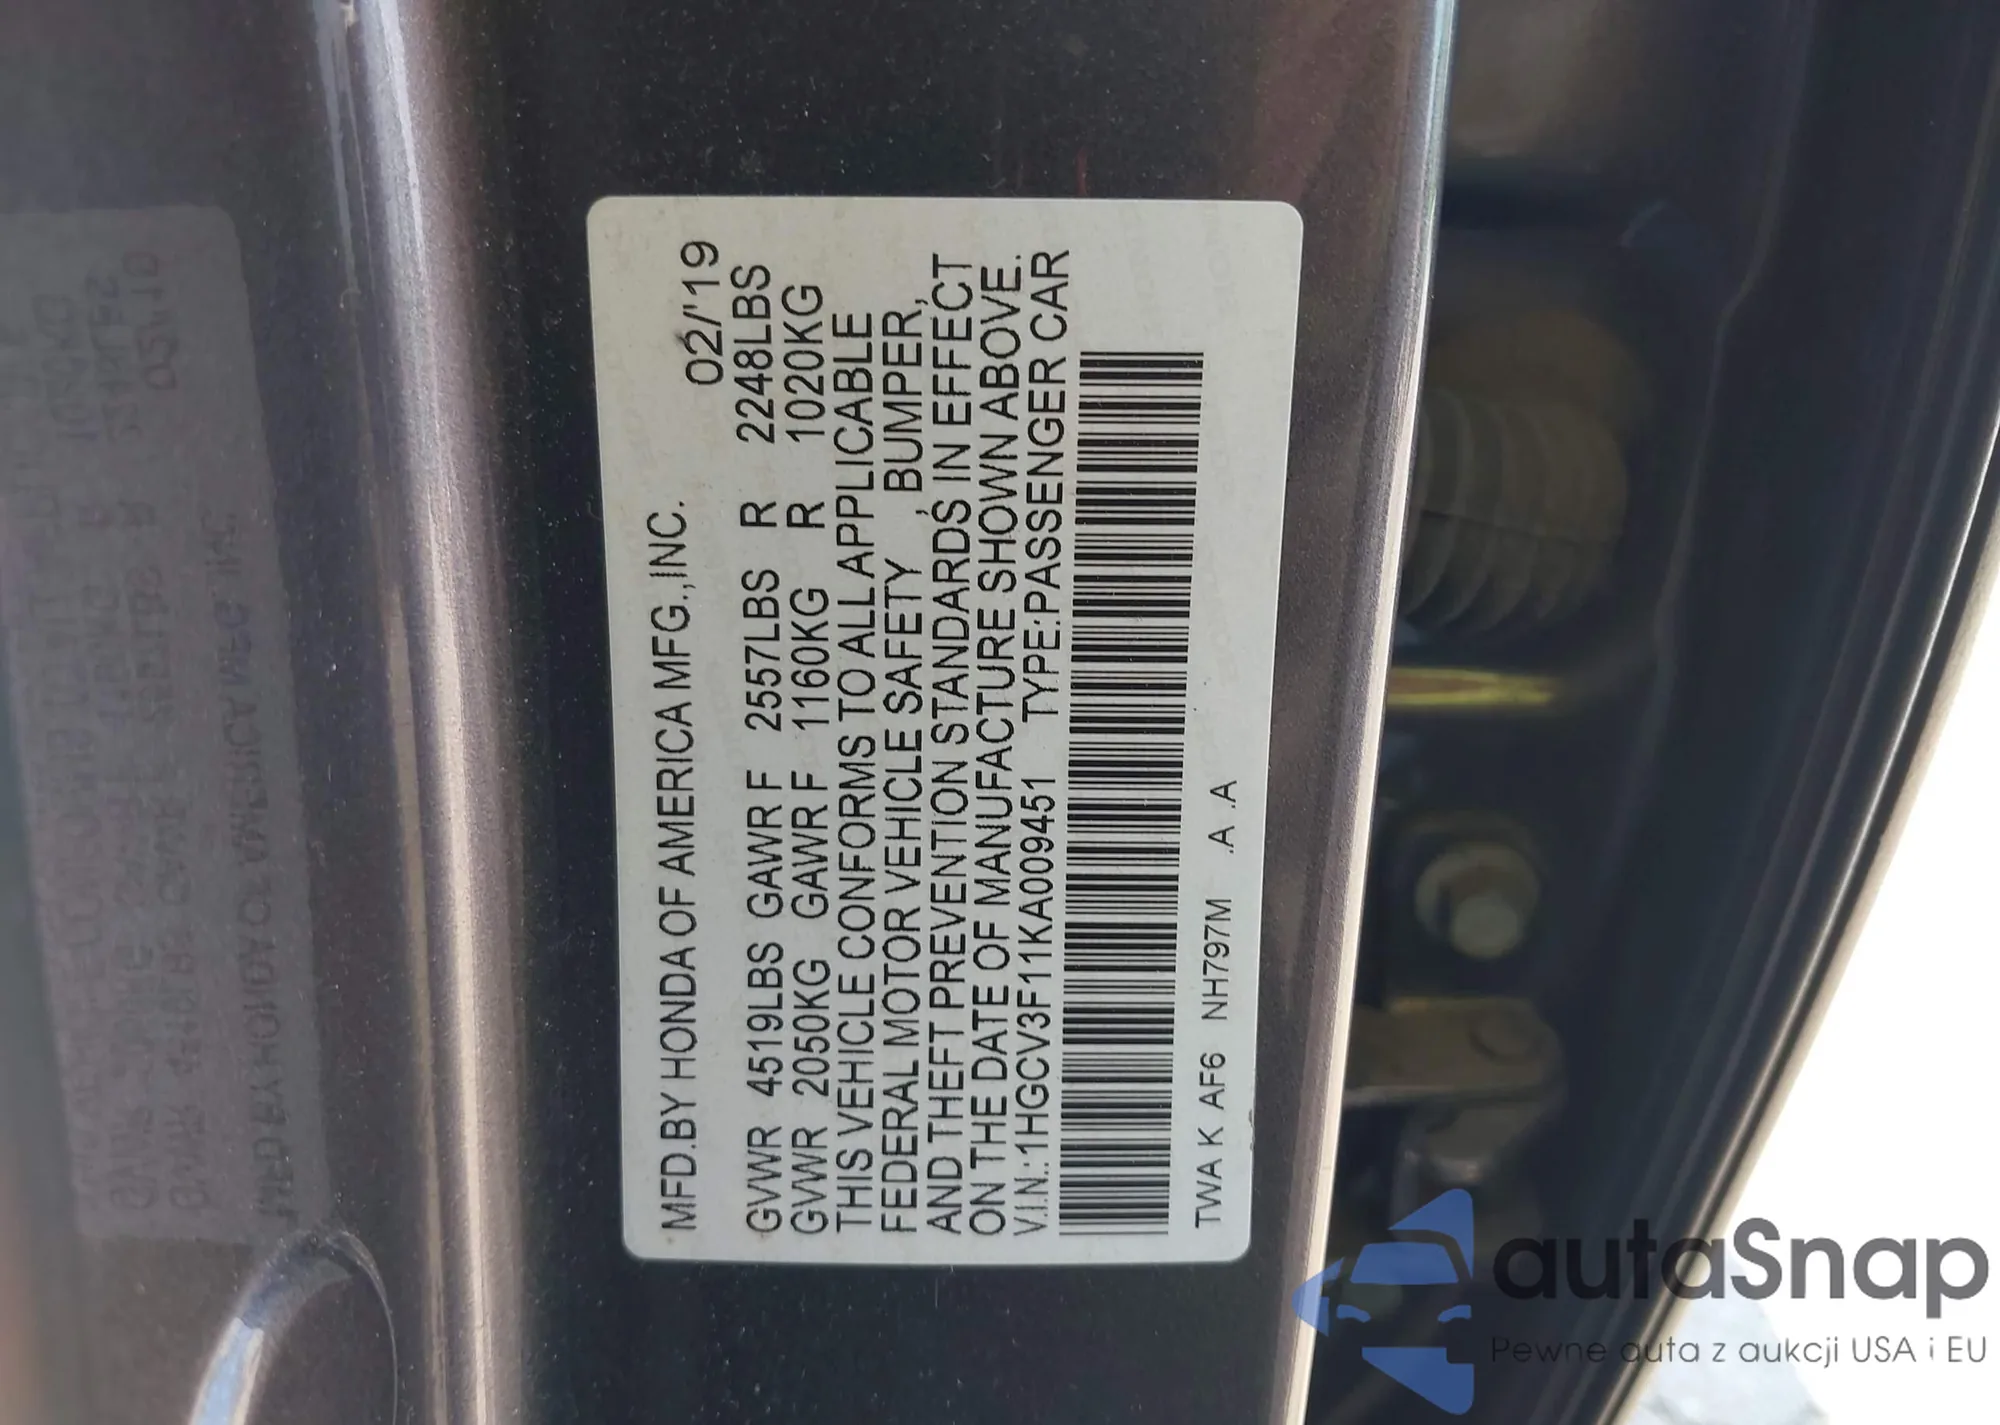 MFD.BY HONDA OF AMERICA MFG.,INC.
02/'19
GVWR 4519LBS GAWR F 2557LBS R 2248LBS
GVWR 2050KG GAWR F 1160KG R 1020KG
THIS VEHICLE CONFORMS TO ALL APPLICABLE
FEDERAL MOTOR VEHICLE SAFETY , BUMPER,
AND THEFT PREVENTION STANDARDS IN EFFECT
ON THE DATE OF MANUFACTURE SHOWN ABOVE.
V.I.N.:1HGCV3F11KA009451 TYPE:PASSENGER CAR
TWA K AF6 NH797M .A .A
autaSnap
Pewne auta z aukcji USA i EU